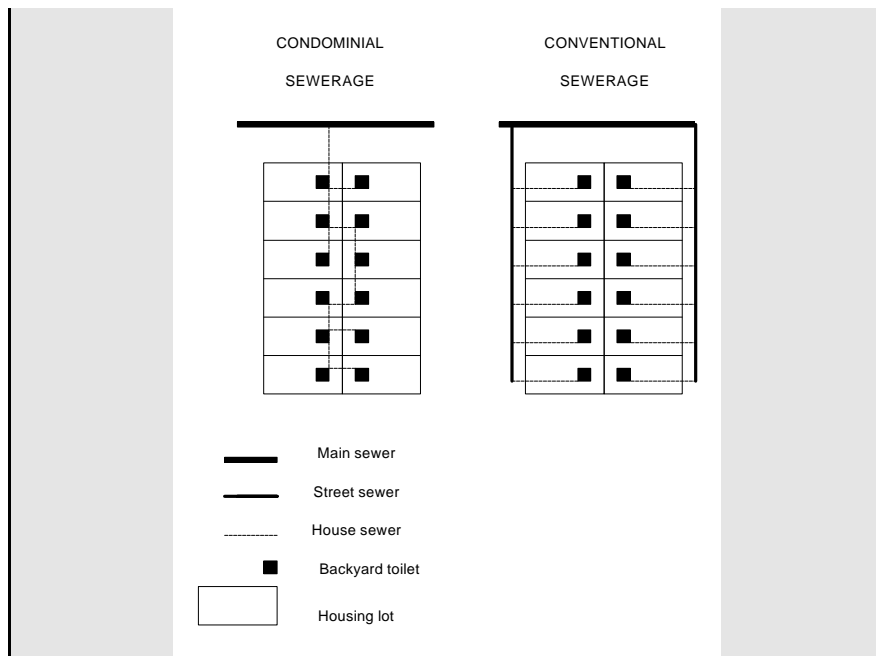 CONDOMINIAL
SEWERAGE
CONVENTIONAL
SEWERAGE
Main sewer
Street sewer
House sewer
Backyard toilet
Housing lot